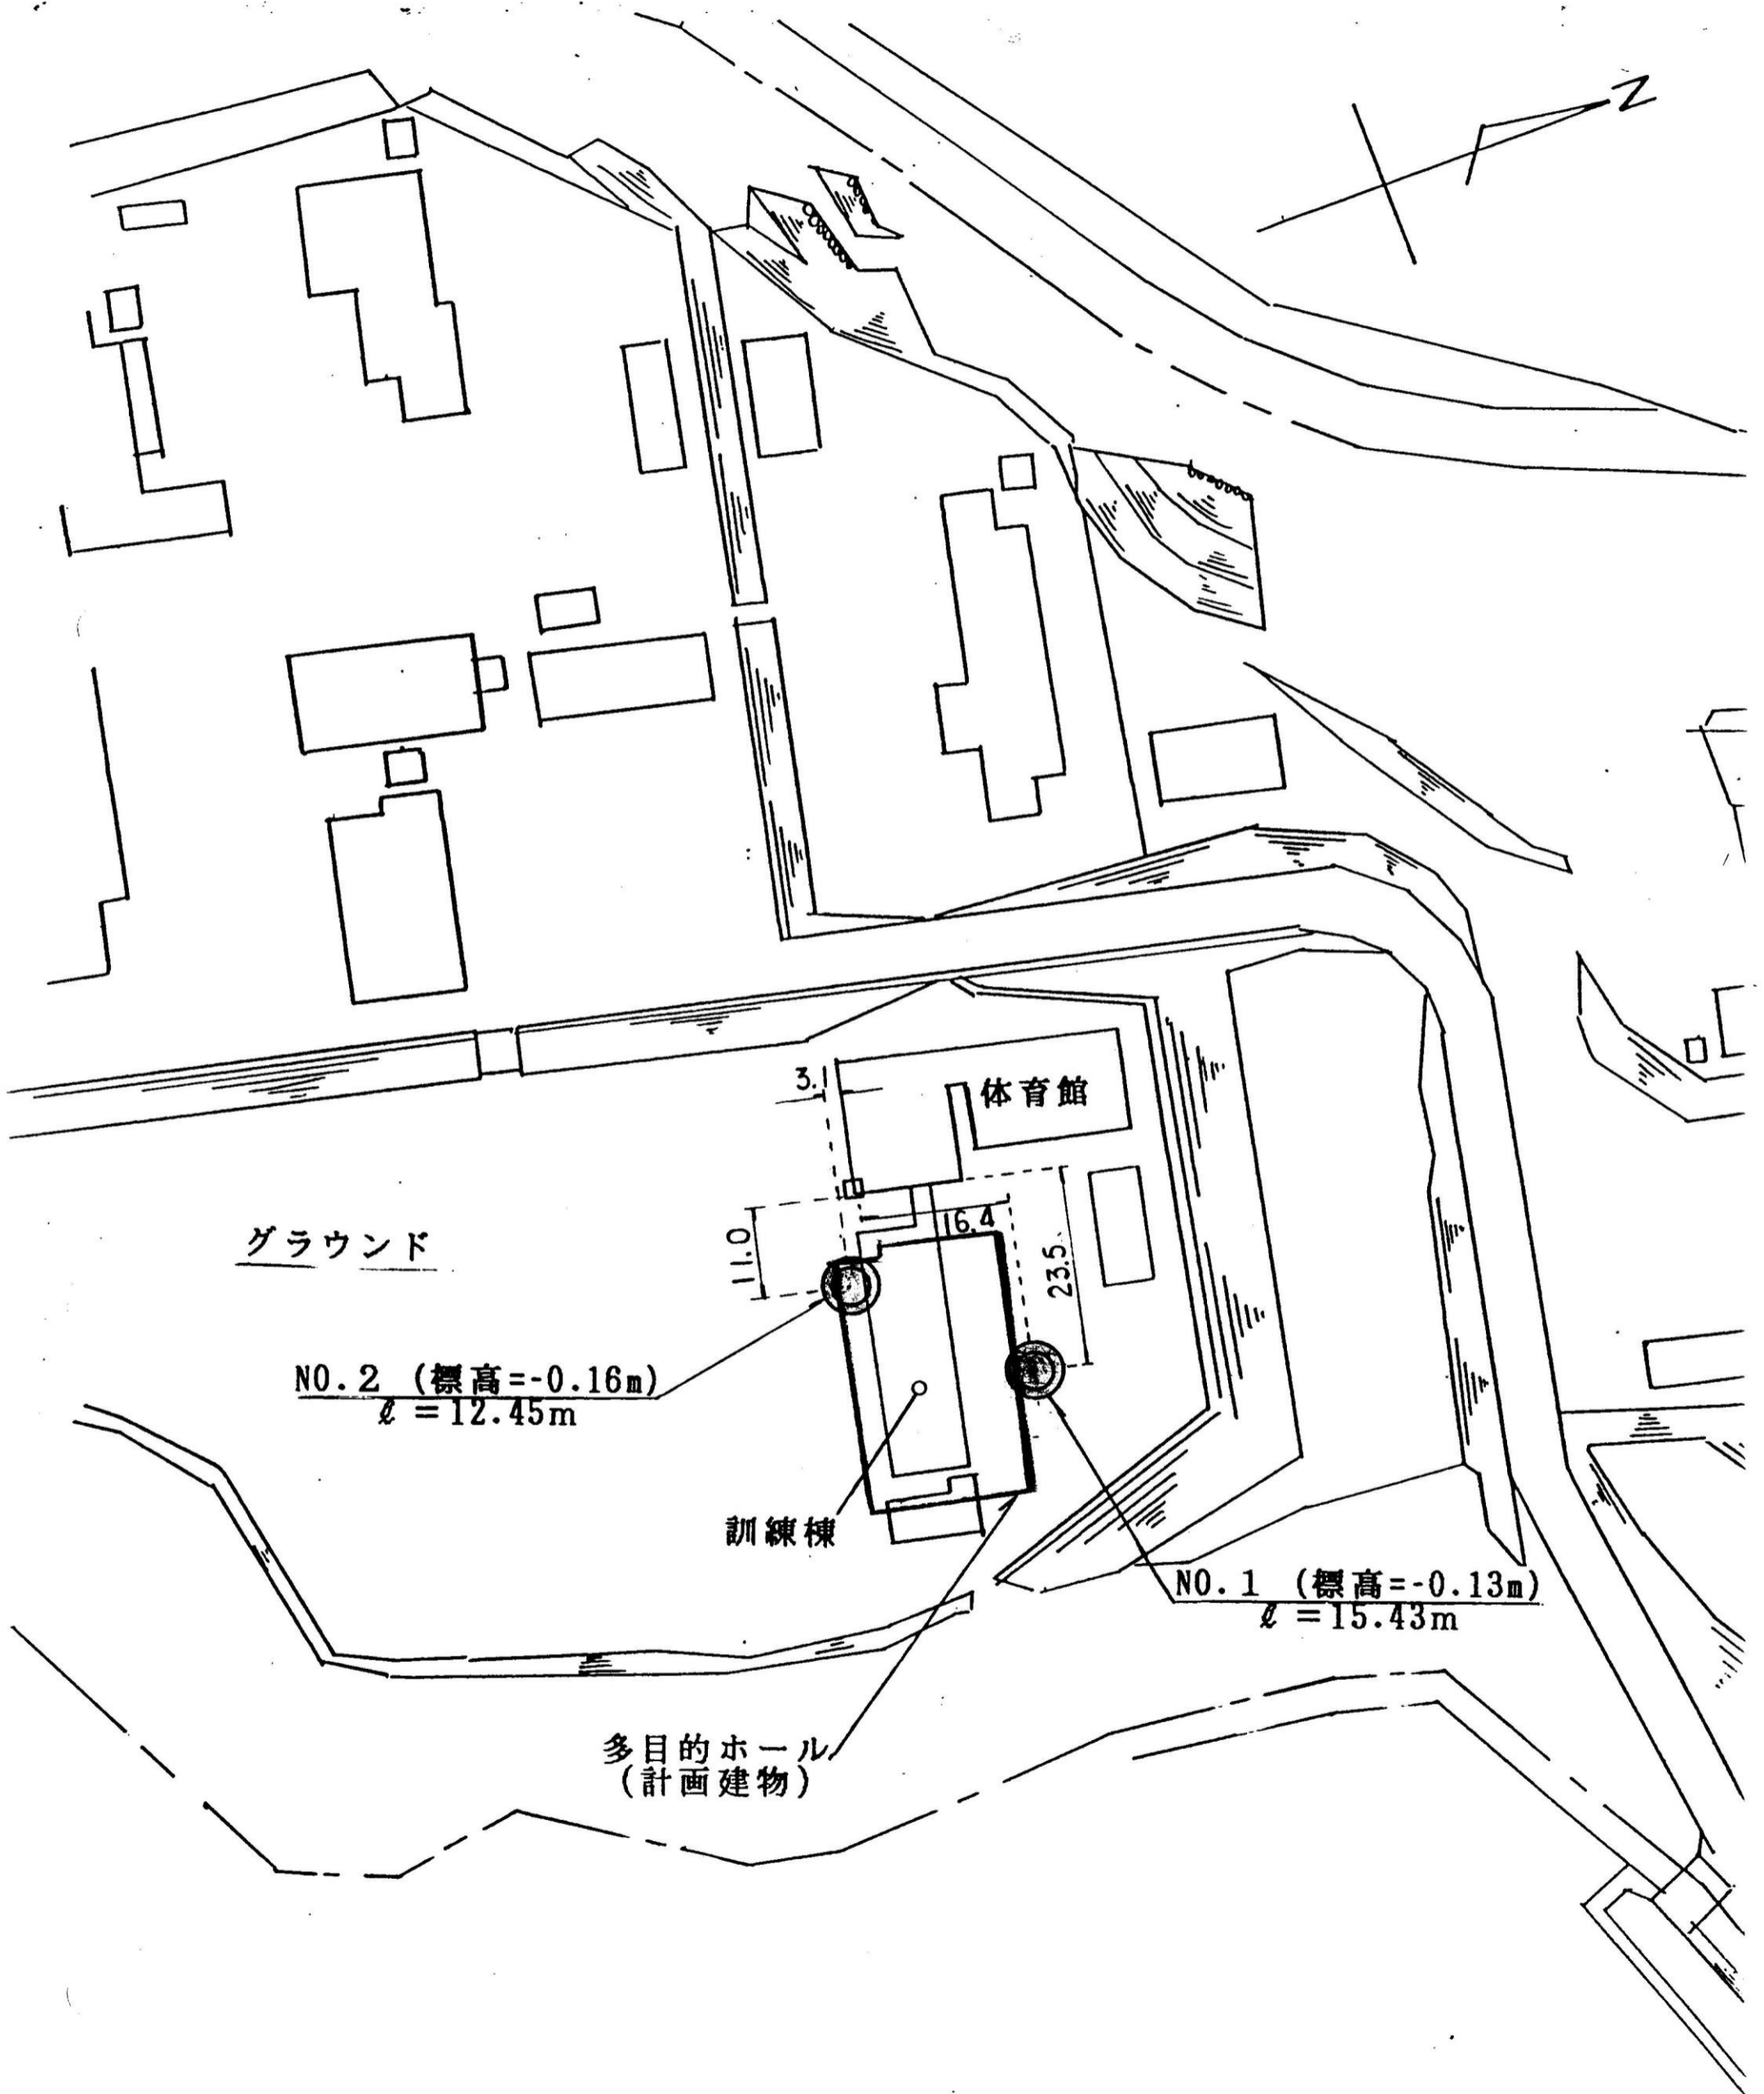 N
3.1
体育館
16.4
11.0
23.5
グラウンド
NO.2 (標高=-0.16m)
ℓ=12.45m
訓練棟
NO.1 (標高=-0.13m)
ℓ=15.43m
多目的ホール
(計画建物)